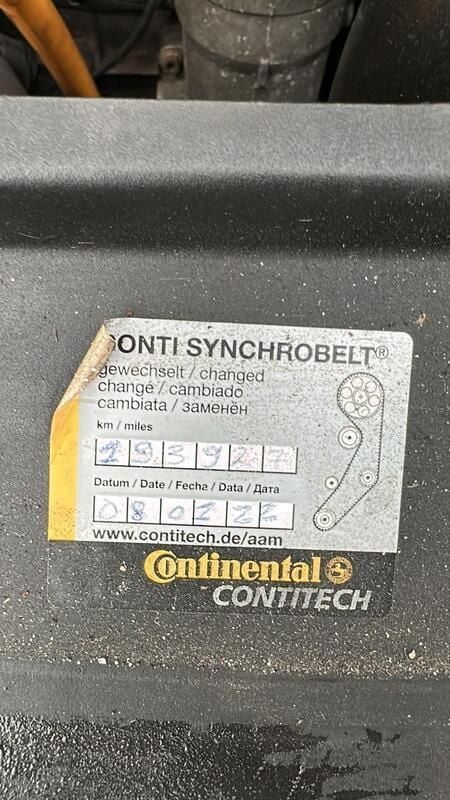 CONTI SYNCHROBELT®
gewechselt / changed
changé / cambiado
cambiata / заменён
km / miles
193927
Datum / Date / Fecha / Data / Дата
080122
www.contitech.de/aam
Continental
CONTITECH